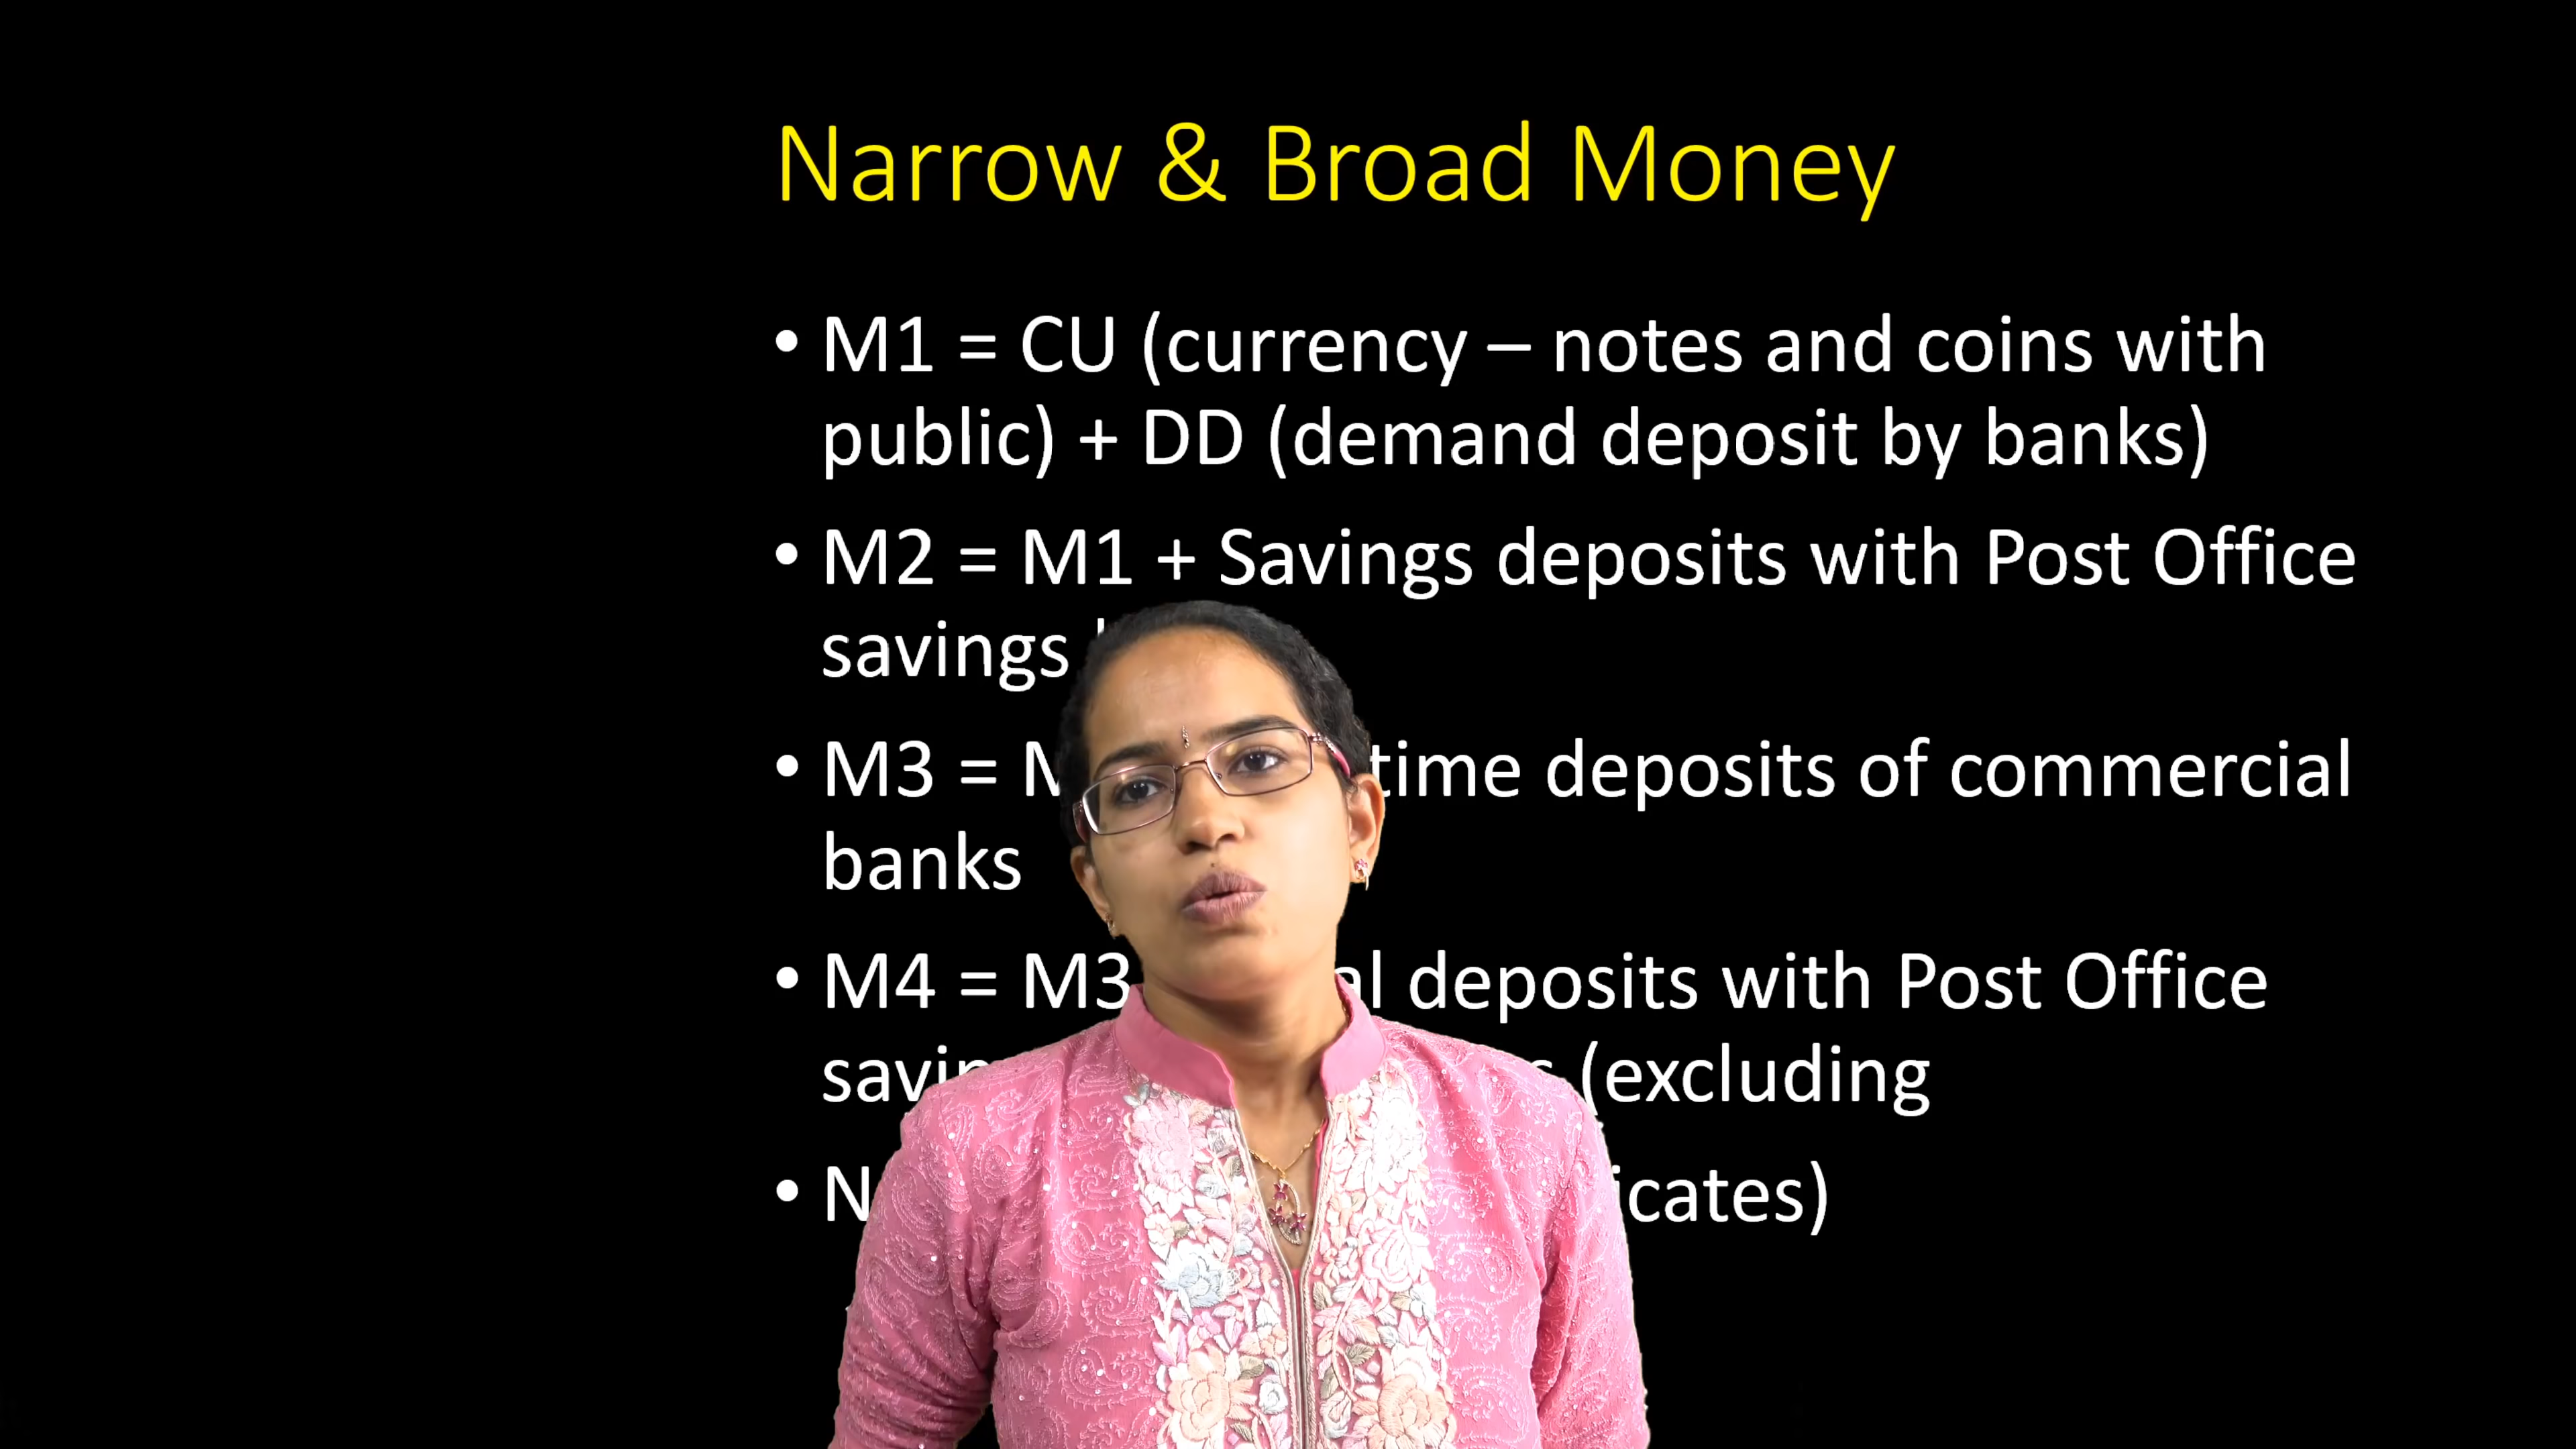 Narrow & Broad Money
• M1 = CU (currency – notes and coins with
public) + DD (demand deposit by banks)
• M2 = M1 + Savings deposits with Post Office
savings
• M3 = time deposits of commercial
banks
• M4 = M3 deposits with Post Office
(excluding
•